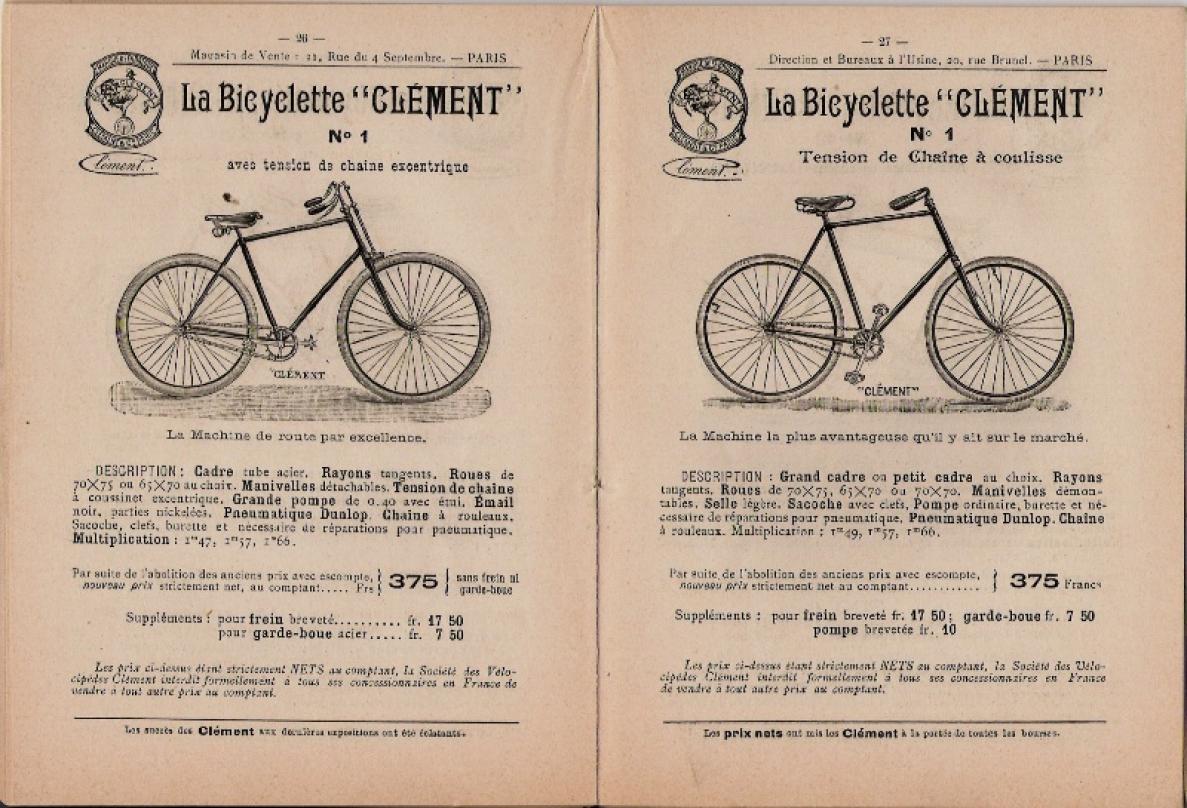 — 26 —
Magasin de Vente : 21, Rue du 4 Septembre. — PARIS
La Bicyclette "CLÉMENT"
No 1
Clément
avec tension de chaine excentrique
"CLÉMENT
La Machine de route par excellence.
DESCRIPTION : Cadre tube acier. Rayons tangents. Roues de
70X75 ou 65X70 au choix. Manivelles détachables. Tension de chaine
à coussinet excentrique. Grande pompe de 0.40 avec étui. Émail
noir, parties nickelées. Pneumatique Dunlop. Chaîne à rouleaux.
Sacoche, clefs, burette et nécessaire de réparations pour pneumatique.
Multiplication : 1m47, 1m57, 1m66.
Par suite de l'abolition des anciens prix avec escompte,
nouveau prix strictement net, au comptant..... Frs 375 sans frein ni
garde-boue
Suppléments : pour frein breveté.......... fr. 17 50
pour garde-boue acier..... fr. 7 50
Les prix ci-dessus étant strictement NETS au comptant, la Société des Vélo-
cipèdes Clément interdit formellement à tous ses concessionnaires en France de
vendre à tout autre prix au comptant.
Les succès des Clément aux dernières expositions ont été éclatants.
— 27 —
Direction et Bureaux à l'Usine, 20, rue Brunel. — PARIS
La Bicyclette "CLÉMENT"
No 1
Clément
Tension de Chaîne à coulisse
"CLÉMENT"
La Machine la plus avantageuse qu'il y ait sur le marché.
DESCRIPTION : Grand cadre ou petit cadre au choix. Rayons
tangents. Roues de 70X75, 65X70 ou 70X70. Manivelles démon-
tables. Selle légère. Sacoche avec clefs, Pompe ordinaire, burette et né-
cessaire de réparations pour pneumatique. Pneumatique Dunlop. Chaîne
à rouleaux. Multiplication : 1m49, 1m57, 1m66.
Par suite de l'abolition des anciens prix avec escompte,
nouveau prix strictement net au comptant............ 375 Francs
Suppléments : pour frein breveté fr. 17 50; garde-boue fr. 7 50
pompe brevetée fr. 10
Les prix ci-dessus étant strictement NETS au comptant, la Société des Vélo-
cipèdes Clément interdit formellement à tous ses concessionnaires en France
de vendre à tout autre prix au comptant.
Les prix nets ont mis les Clément à la portée de toutes les bourses.